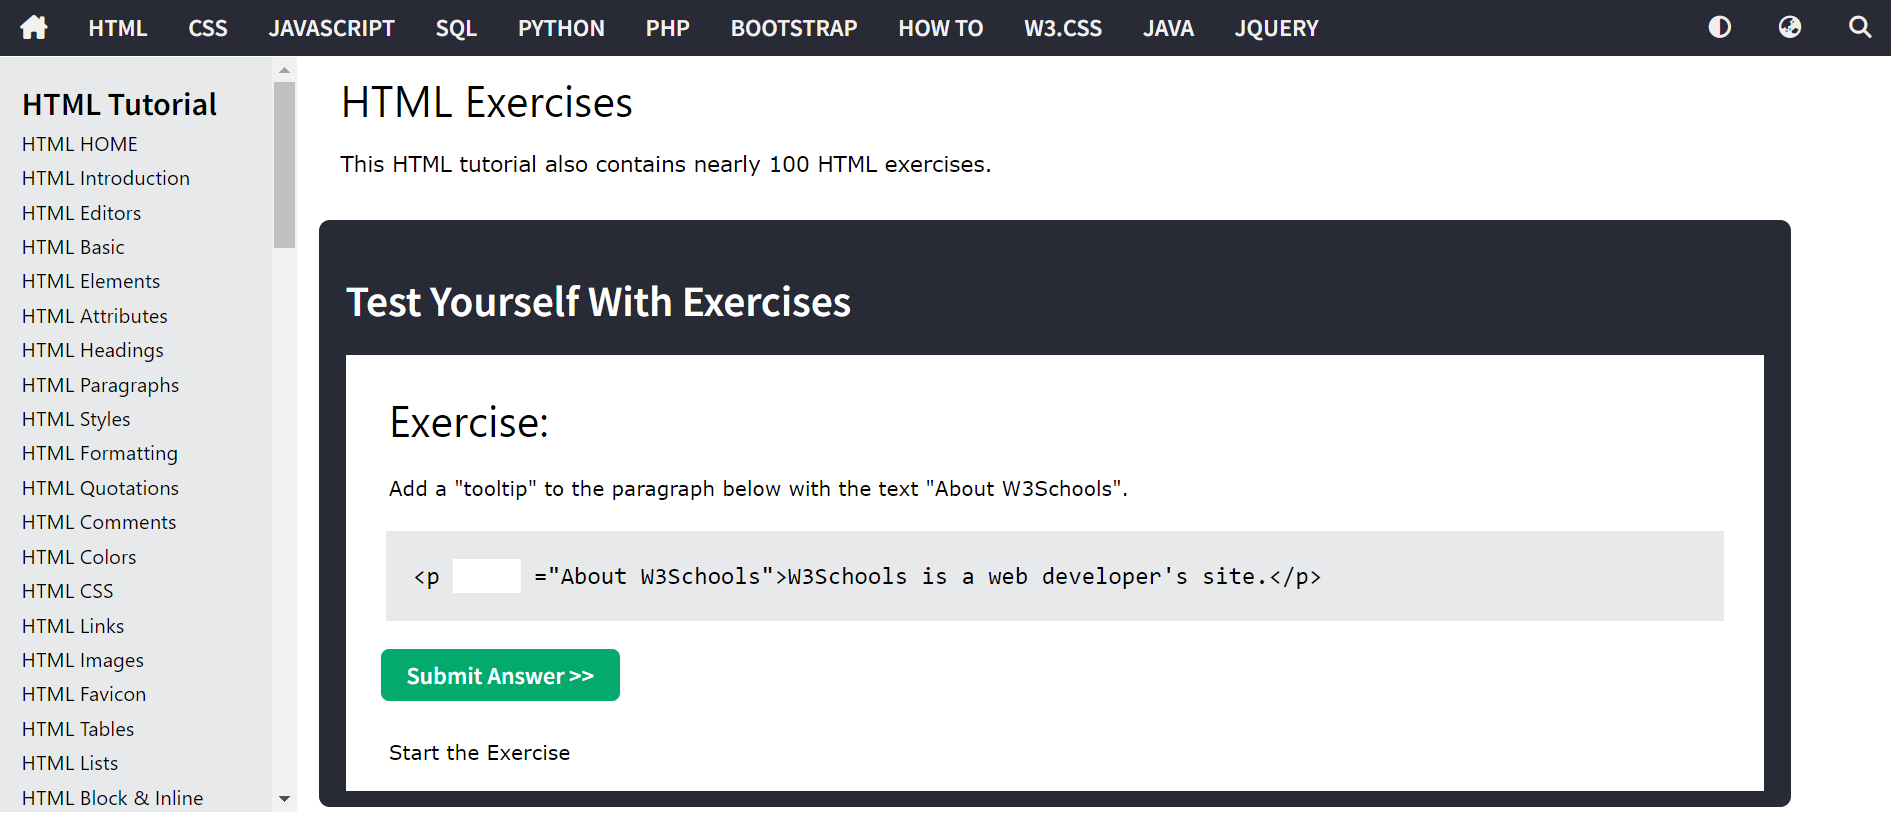 HTML CSS JAVASCRIPT SQL PYTHON PHP BOOTSTRAP HOW TO W3.CSS JAVA JQUERY
HTML Tutorial
HTML HOME
HTML Introduction
HTML Editors
HTML Basic
HTML Elements
HTML Attributes
HTML Headings
HTML Paragraphs
HTML Styles
HTML Formatting
HTML Quotations
HTML Comments
HTML Colors
HTML CSS
HTML Links
HTML Images
HTML Favicon
HTML Tables
HTML Lists
HTML Block & Inline
HTML Exercises
This HTML tutorial also contains nearly 100 HTML exercises.
Test Yourself With Exercises
Exercise:
Add a "tooltip" to the paragraph below with the text "About W3Schools".
<p ="About W3Schools">W3Schools is a web developer's site.</p>
Submit Answer >>
Start the Exercise